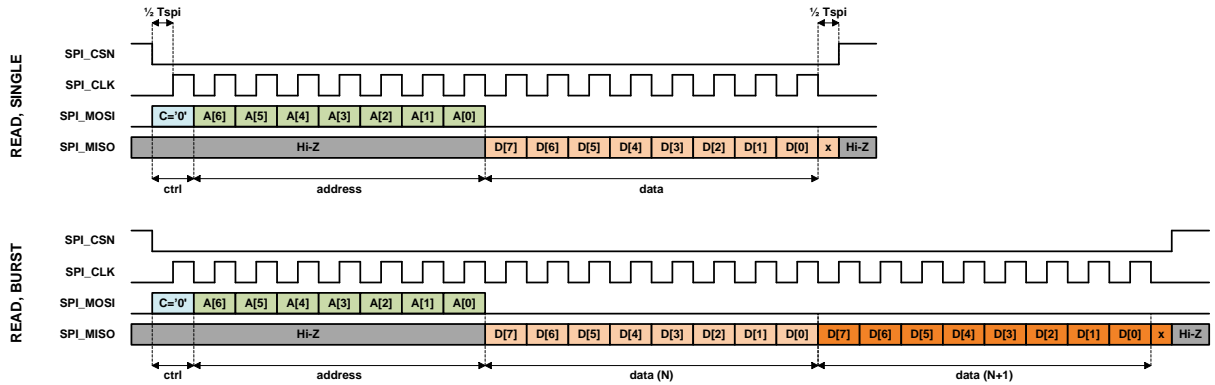 ½ Tspi ½ Tspi
READ, SINGLE
SPI_CSN
SPI_CLK
SPI_MOSI C='0' A[6] A[5] A[4] A[3] A[2] A[1] A[0]
SPI_MISO Hi-Z D[7] D[6] D[5] D[4] D[3] D[2] D[1] D[0] x Hi-Z
ctrl address data
READ, BURST
SPI_CSN
SPI_CLK
SPI_MOSI C='0' A[6] A[5] A[4] A[3] A[2] A[1] A[0]
SPI_MISO Hi-Z D[7] D[6] D[5] D[4] D[3] D[2] D[1] D[0] D[7] D[6] D[5] D[4] D[3] D[2] D[1] D[0] x Hi-Z
ctrl address data (N) data (N+1)